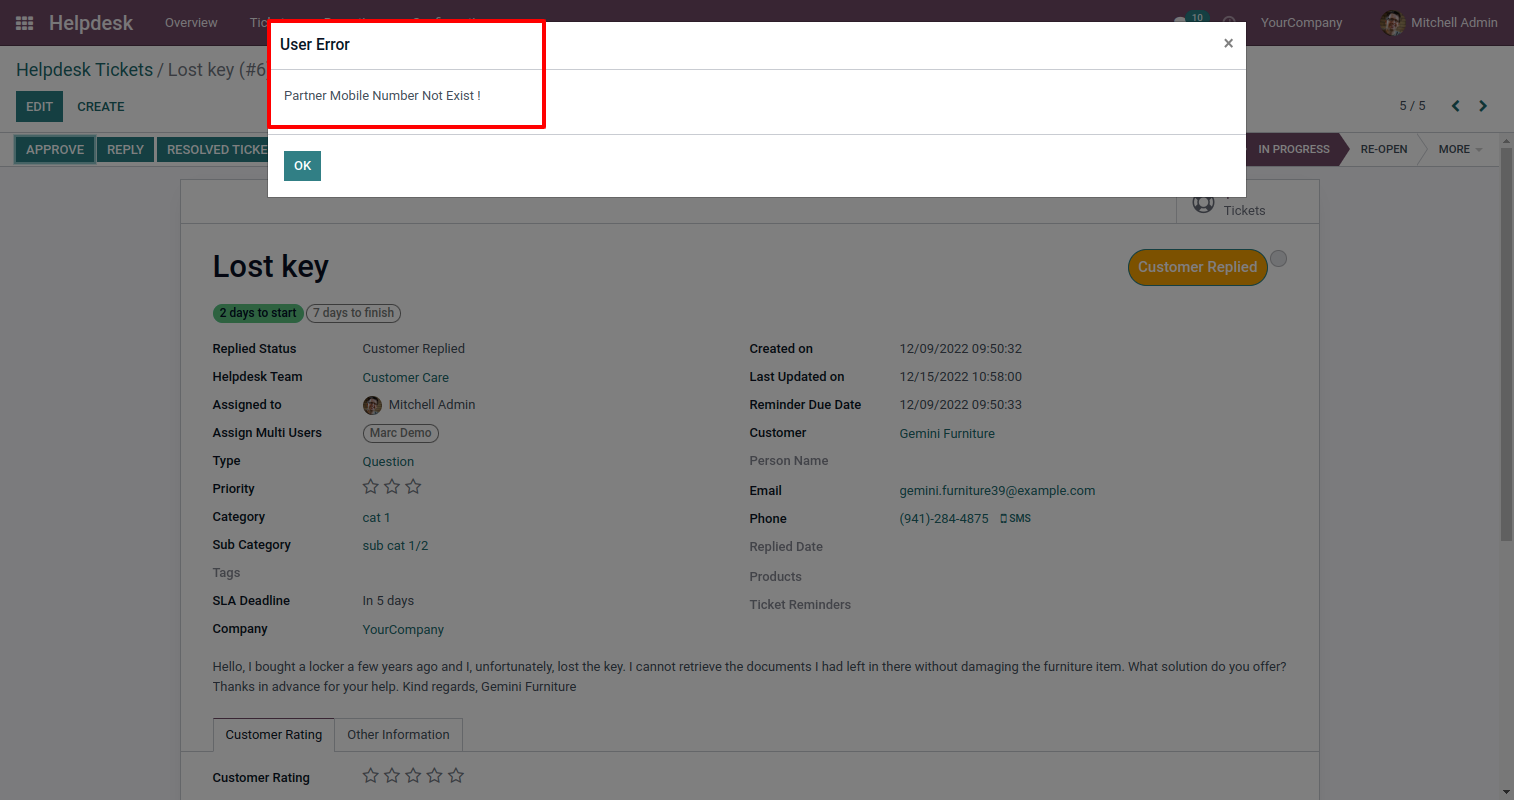 Helpdesk Overview
10 YourCompany Mitchell Admin
User Error ×
Partner Mobile Number Not Exist !
OK
Helpdesk Tickets / Lost key (#6
EDIT CREATE 5 / 5
APPROVE REPLY RESOLVED TICKE IN PROGRESS RE-OPEN MORE
Tickets
Lost key Customer Replied
2 days to start 7 days to finish
Replied Status Customer Replied Created on 12/09/2022 09:50:32
Helpdesk Team Customer Care Last Updated on 12/15/2022 10:58:00
Assigned to Mitchell Admin Reminder Due Date 12/09/2022 09:50:33
Assign Multi Users Marc Demo Customer Gemini Furniture
Type Question Person Name
Priority Email gemini.furniture39@example.com
Category cat 1 Phone (941)-284-4875 SMS
Sub Category sub cat 1/2 Replied Date
Tags Products
SLA Deadline In 5 days Ticket Reminders
Company YourCompany
Hello, I bought a locker a few years ago and I, unfortunately, lost the key. I cannot retrieve the documents I had left in there without damaging the furniture item. What solution do you offer?
Thanks in advance for your help. Kind regards, Gemini Furniture
Customer Rating Other Information
Customer Rating